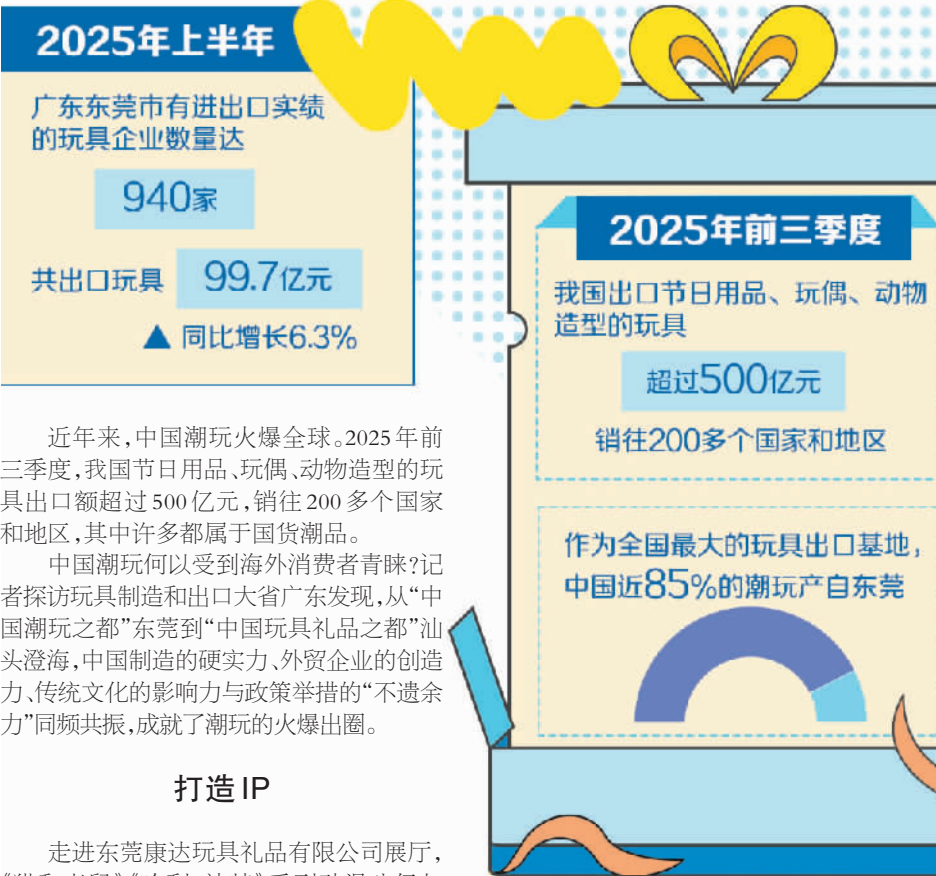 2025年上半年
广东东莞市有进出口实绩
的玩具企业数量达
940家
共出口玩具 99.7亿元
▲ 同比增长6.3%
2025年前三季度
我国出口节日用品、玩偶、动物
造型的玩具
超过500亿元
销往200多个国家和地区
作为全国最大的玩具出口基地，
中国近85%的潮玩产自东莞
近年来，中国潮玩火爆全球。2025年前
三季度，我国节日用品、玩偶、动物造型的玩
具出口额超过500亿元，销往200多个国家
和地区，其中许多都属于国货潮品。
中国潮玩何以受到海外消费者青睐？记
者探访玩具制造和出口大省广东发现，从“中
国潮玩之都”东莞到“中国玩具礼品之都”汕
头澄海，中国制造的硬实力、外贸企业的创造
力、传统文化的影响力与政策举措的“不遗余
力”同频共振，成就了潮玩的火爆出圈。
打造IP
走进东莞康达玩具礼品有限公司展厅，